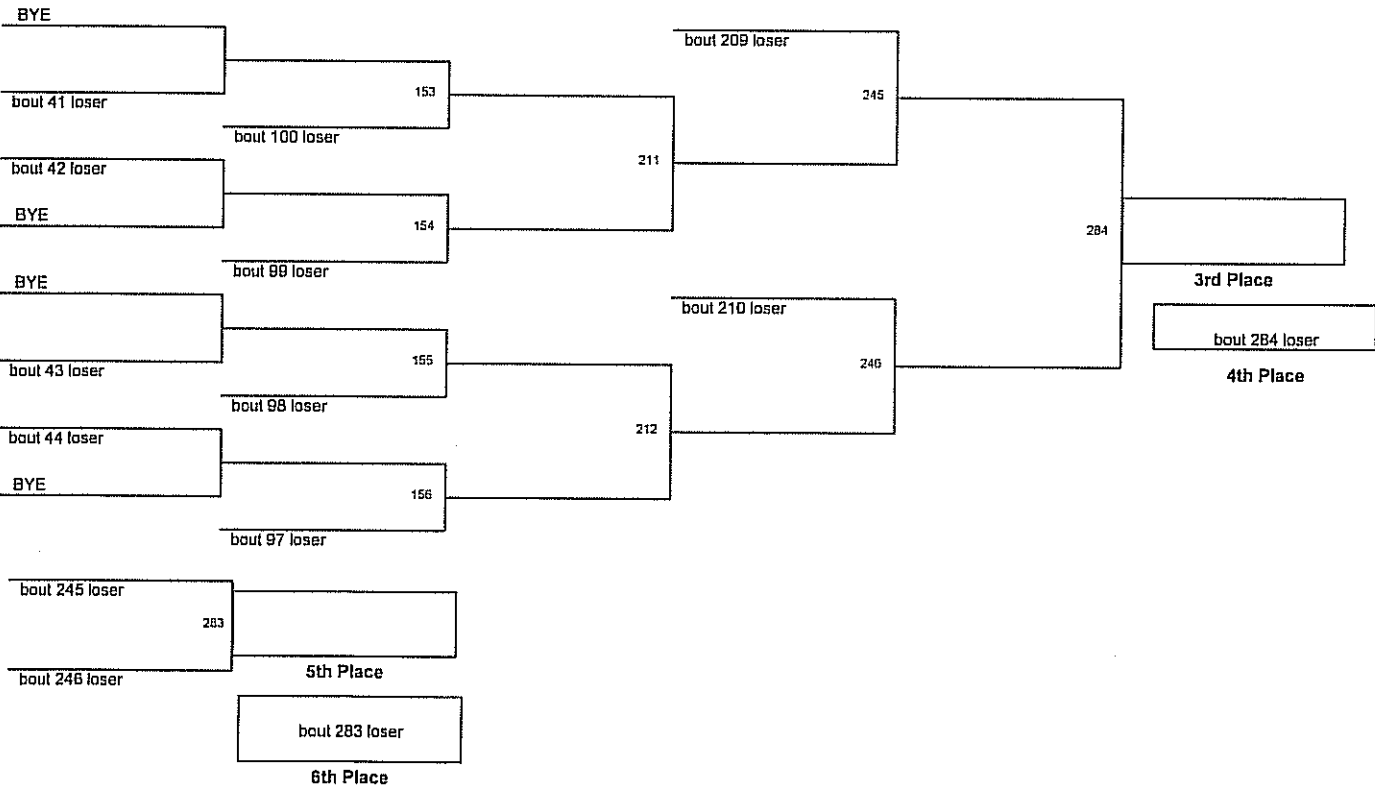 BYE
bout 41 loser
bout 42 loser
BYE
BYE
bout 43 loser
bout 44 loser
BYE
153
bout 100 loser
154
bout 99 loser
155
bout 98 loser
156
bout 97 loser
211
212
bout 209 loser
245
bout 210 loser
246
284
3rd Place
bout 284 loser
4th Place
bout 245 loser
283
bout 246 loser
5th Place
bout 283 loser
6th Place